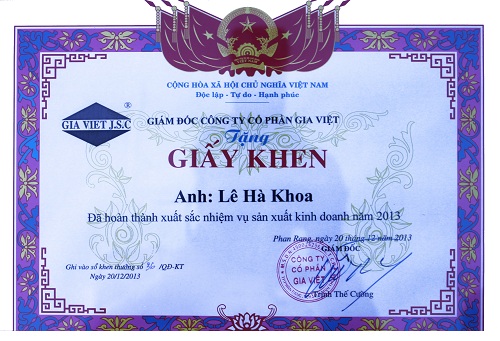 CỘNG HÒA XÃ HỘI CHỦ NGHĨA VIỆT NAM
Độc lập - Tự do - Hạnh phúc
GIA VIET J.S.C ®
GIÁM ĐỐC CÔNG TY CỔ PHẦN GIA VIỆT
Tặng
GIẤY KHEN
Anh: Lê Hà Khoa
Đã hoàn thành xuất sắc nhiệm vụ sản xuất kinh doanh năm 2013
Phan Rang, ngày 20 tháng 12 năm 2013
GIÁM ĐỐC
CÔNG TY
CỔ PHẦN
GIA VIỆT
Ghi vào sổ khen thưởng số /QĐ-KT
Ngày 20/12/2013
Trịnh Thế Cường